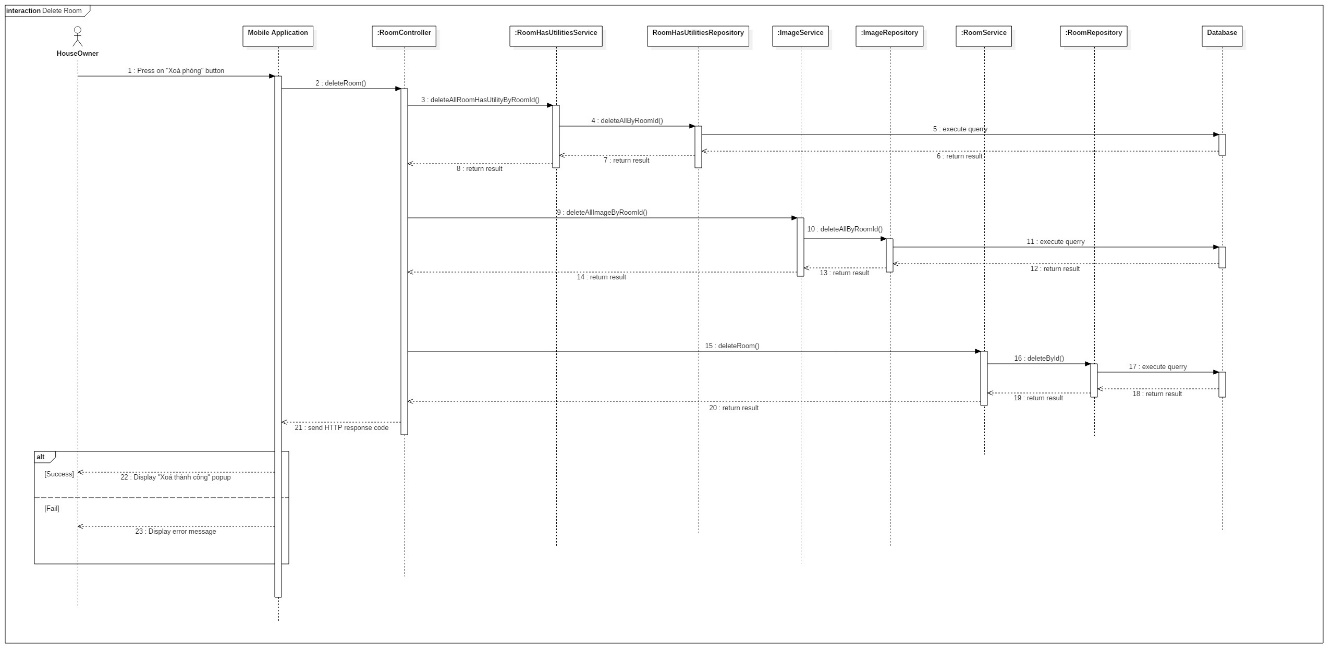 interaction Delete Room
HouseOwner
Mobile Application
:RoomController
:RoomHasUtilitiesService
RoomHasUtilitiesRepository
:ImageService
:ImageRepository
:RoomService
:RoomRepository
Database
1 : Press on "Xoá phòng" button
2 : deleteRoom()
3 : deleteAllRoomHasUtilityByRoomId()
4 : deleteAllByRoomId()
5 : execute querry
6 : return result
7 : return result
8 : return result
9 : deleteAllImageByRoomId()
10 : deleteAllByRoomId()
11 : execute querry
12 : return result
13 : return result
14 : return result
15 : deleteRoom()
16 : deleteById()
17 : execute querry
18 : return result
19 : return result
20 : return result
21 : send HTTP response code
alt
[Success]
22 : Display "Xoá thành công" popup
[Fail]
23 : Display error message